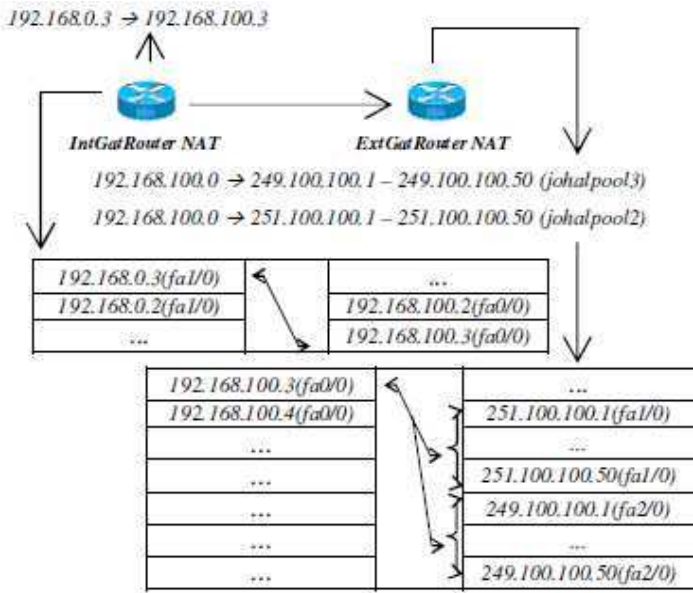 192.168.0.3 → 192.168.100.3
IntGatRouter NAT
ExtGatRouter NAT
192.168.100.0 → 249.100.100.1 – 249.100.100.50 (johalpool3)
192.168.100.0 → 251.100.100.1 – 251.100.100.50 (johalpool2)
192.168.0.3(fa1/0) ...
192.168.0.2(fa1/0) 192.168.100.2(fa0/0)
... 192.168.100.3(fa0/0)
192.168.100.3(fa0/0) ...
192.168.100.4(fa0/0) 251.100.100.1(fa1/0)
... ...
... 251.100.100.50(fa1/0)
... 249.100.100.1(fa2/0)
... ...
... 249.100.100.50(fa2/0)